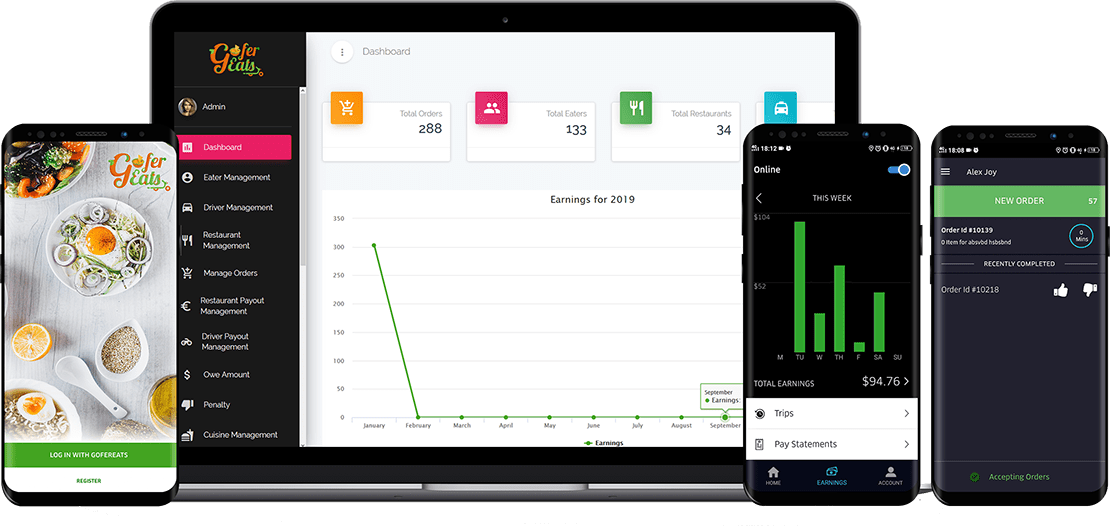 Gofer
Eats
LOG IN WITH GOFEREATS
REGISTER
Gofer
Eats
Admin
Dashboard
Eater Management
Driver Management
Restaurant
Management
Manage Orders
Restaurant Payout
Management
Driver Payout
Management
Owe Amount
Penalty
Cuisine Management
Dashboard
Total Orders
288
Total Eaters
133
Total Restaurants
34
Earnings for 2019
350
300
250
200
150
100
50
0
January
February
March
April
May
June
July
August
September
September
Earnings:
Earnings
18:12
Online
THIS WEEK
$104
$52
M TU W TH F SA SU
TOTAL EARNINGS $94.76
Trips
Pay Statements
HOME EARNINGS ACCOUNT
18:08
Alex Joy
NEW ORDER 57
Order Id #10139
0 Item for absvbd hsbsbnd
0
Mins
RECENTLY COMPLETED
Order Id #10218
Accepting Orders